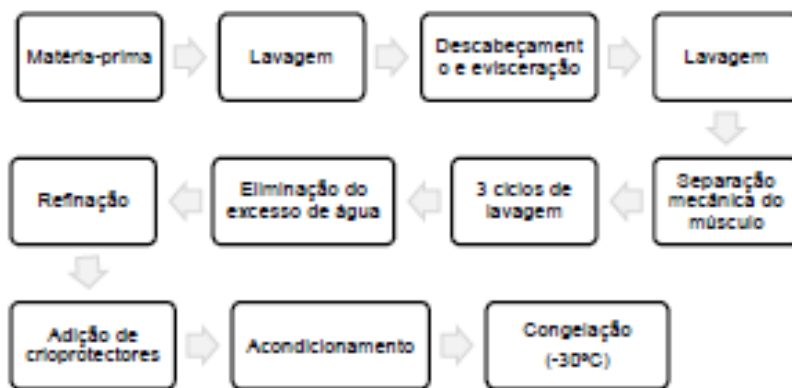 Matéria-prima
Lavagem
Descabeçament
o e evisceração
Lavagem
Separação
mecânica do
músculo
3 ciclos de
lavagem
Eliminação do
excesso de água
Refinação
Adição de
crioprotectores
Acondicionamento
Congelação
(-30ºC)